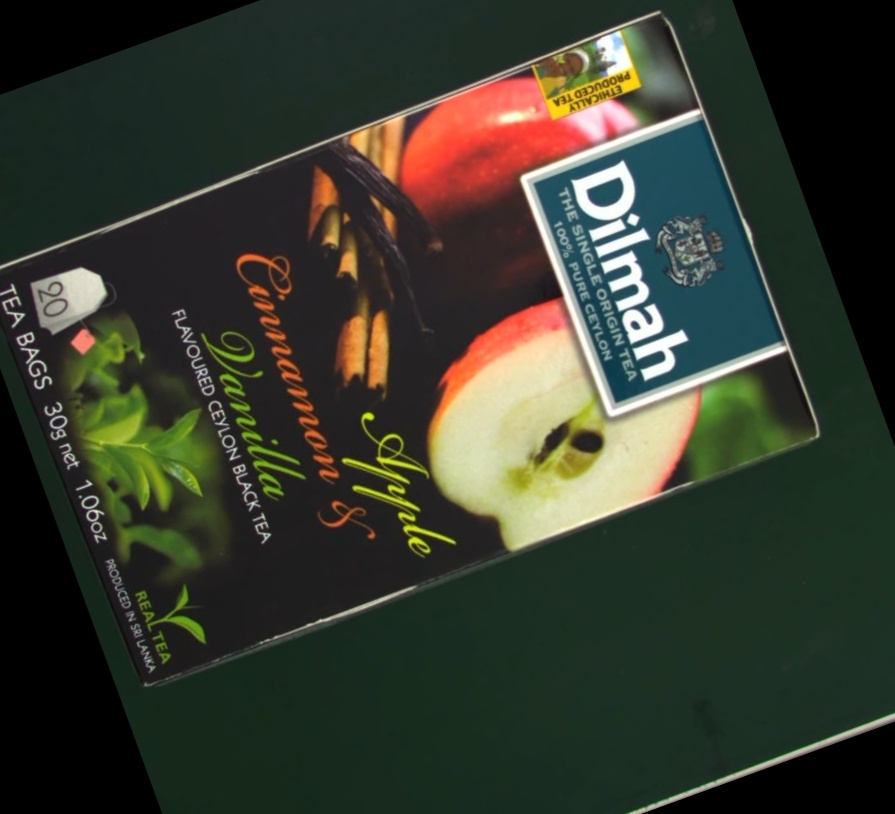 ETHICALLY
PRODUCED TEA
Dilmah
THE SINGLE ORIGIN TEA
100% PURE CEYLON
Apple
Cinnamon &
Vanilla
FLAVOURED CEYLON BLACK TEA
20
TEA BAGS 30g net 1.06oz
REAL TEA
PRODUCED IN SRI LANKA